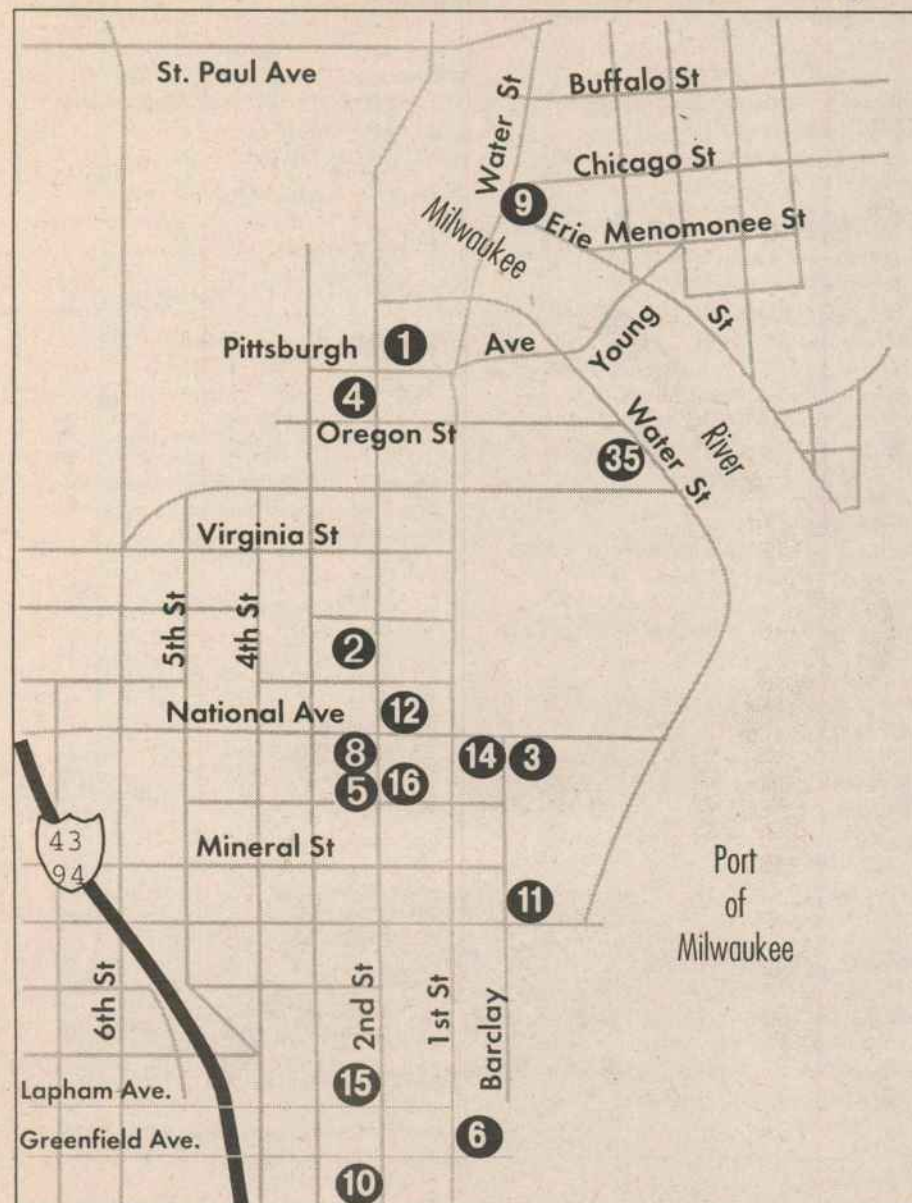 St. Paul Ave
Water St
Buffalo St
Chicago St
9
Erie
St
Menomonee St
Milwaukee
River
Pittsburgh
1
Ave
Young
4
Oregon St
35
Water St
Virginia St
5th St
4th St
2
National Ave
12
8
14
3
5
16
43
94
Mineral St
Port
of
Milwaukee
11
6th St
2nd St
1st St
Barclay
15
Lapham Ave.
6
Greenfield Ave.
10